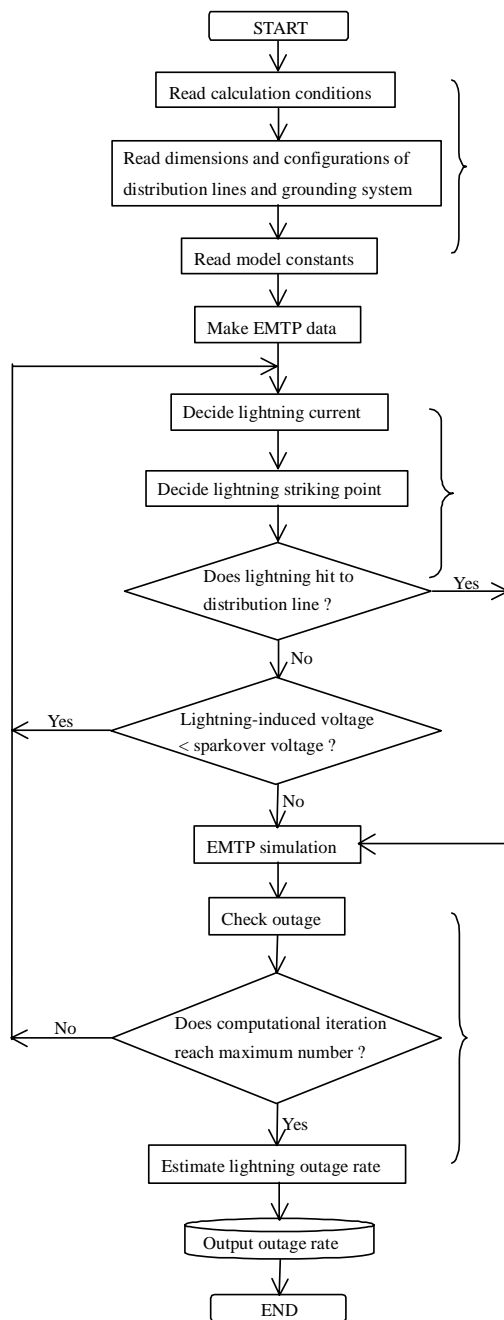 START
Read calculation conditions
Read dimensions and configurations of
distribution lines and grounding system
Read model constants
Make EMTP data
Decide lightning current
Decide lightning striking point
Does lightning hit to
distribution line ?
Yes
No
Lightning-induced voltage
< sparkover voltage ?
Yes
No
EMTP simulation
Check outage
Does computational iteration
reach maximum number ?
No
Yes
Estimate lightning outage rate
Output outage rate
END